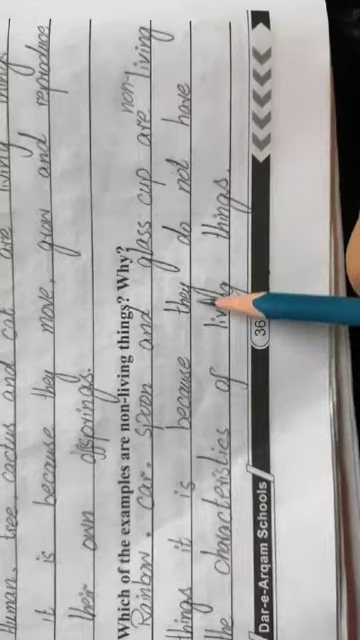 Human, tree, cactus and cat are living things
it is because they move, grow and reproduce
their own offsprings.
Which of the examples are non-living things? Why?
Rainbow, car, spoon and glass cup are non-living
things it is because they do not have
the characteristics of living things.
Dar-e-Arqam Schools 36